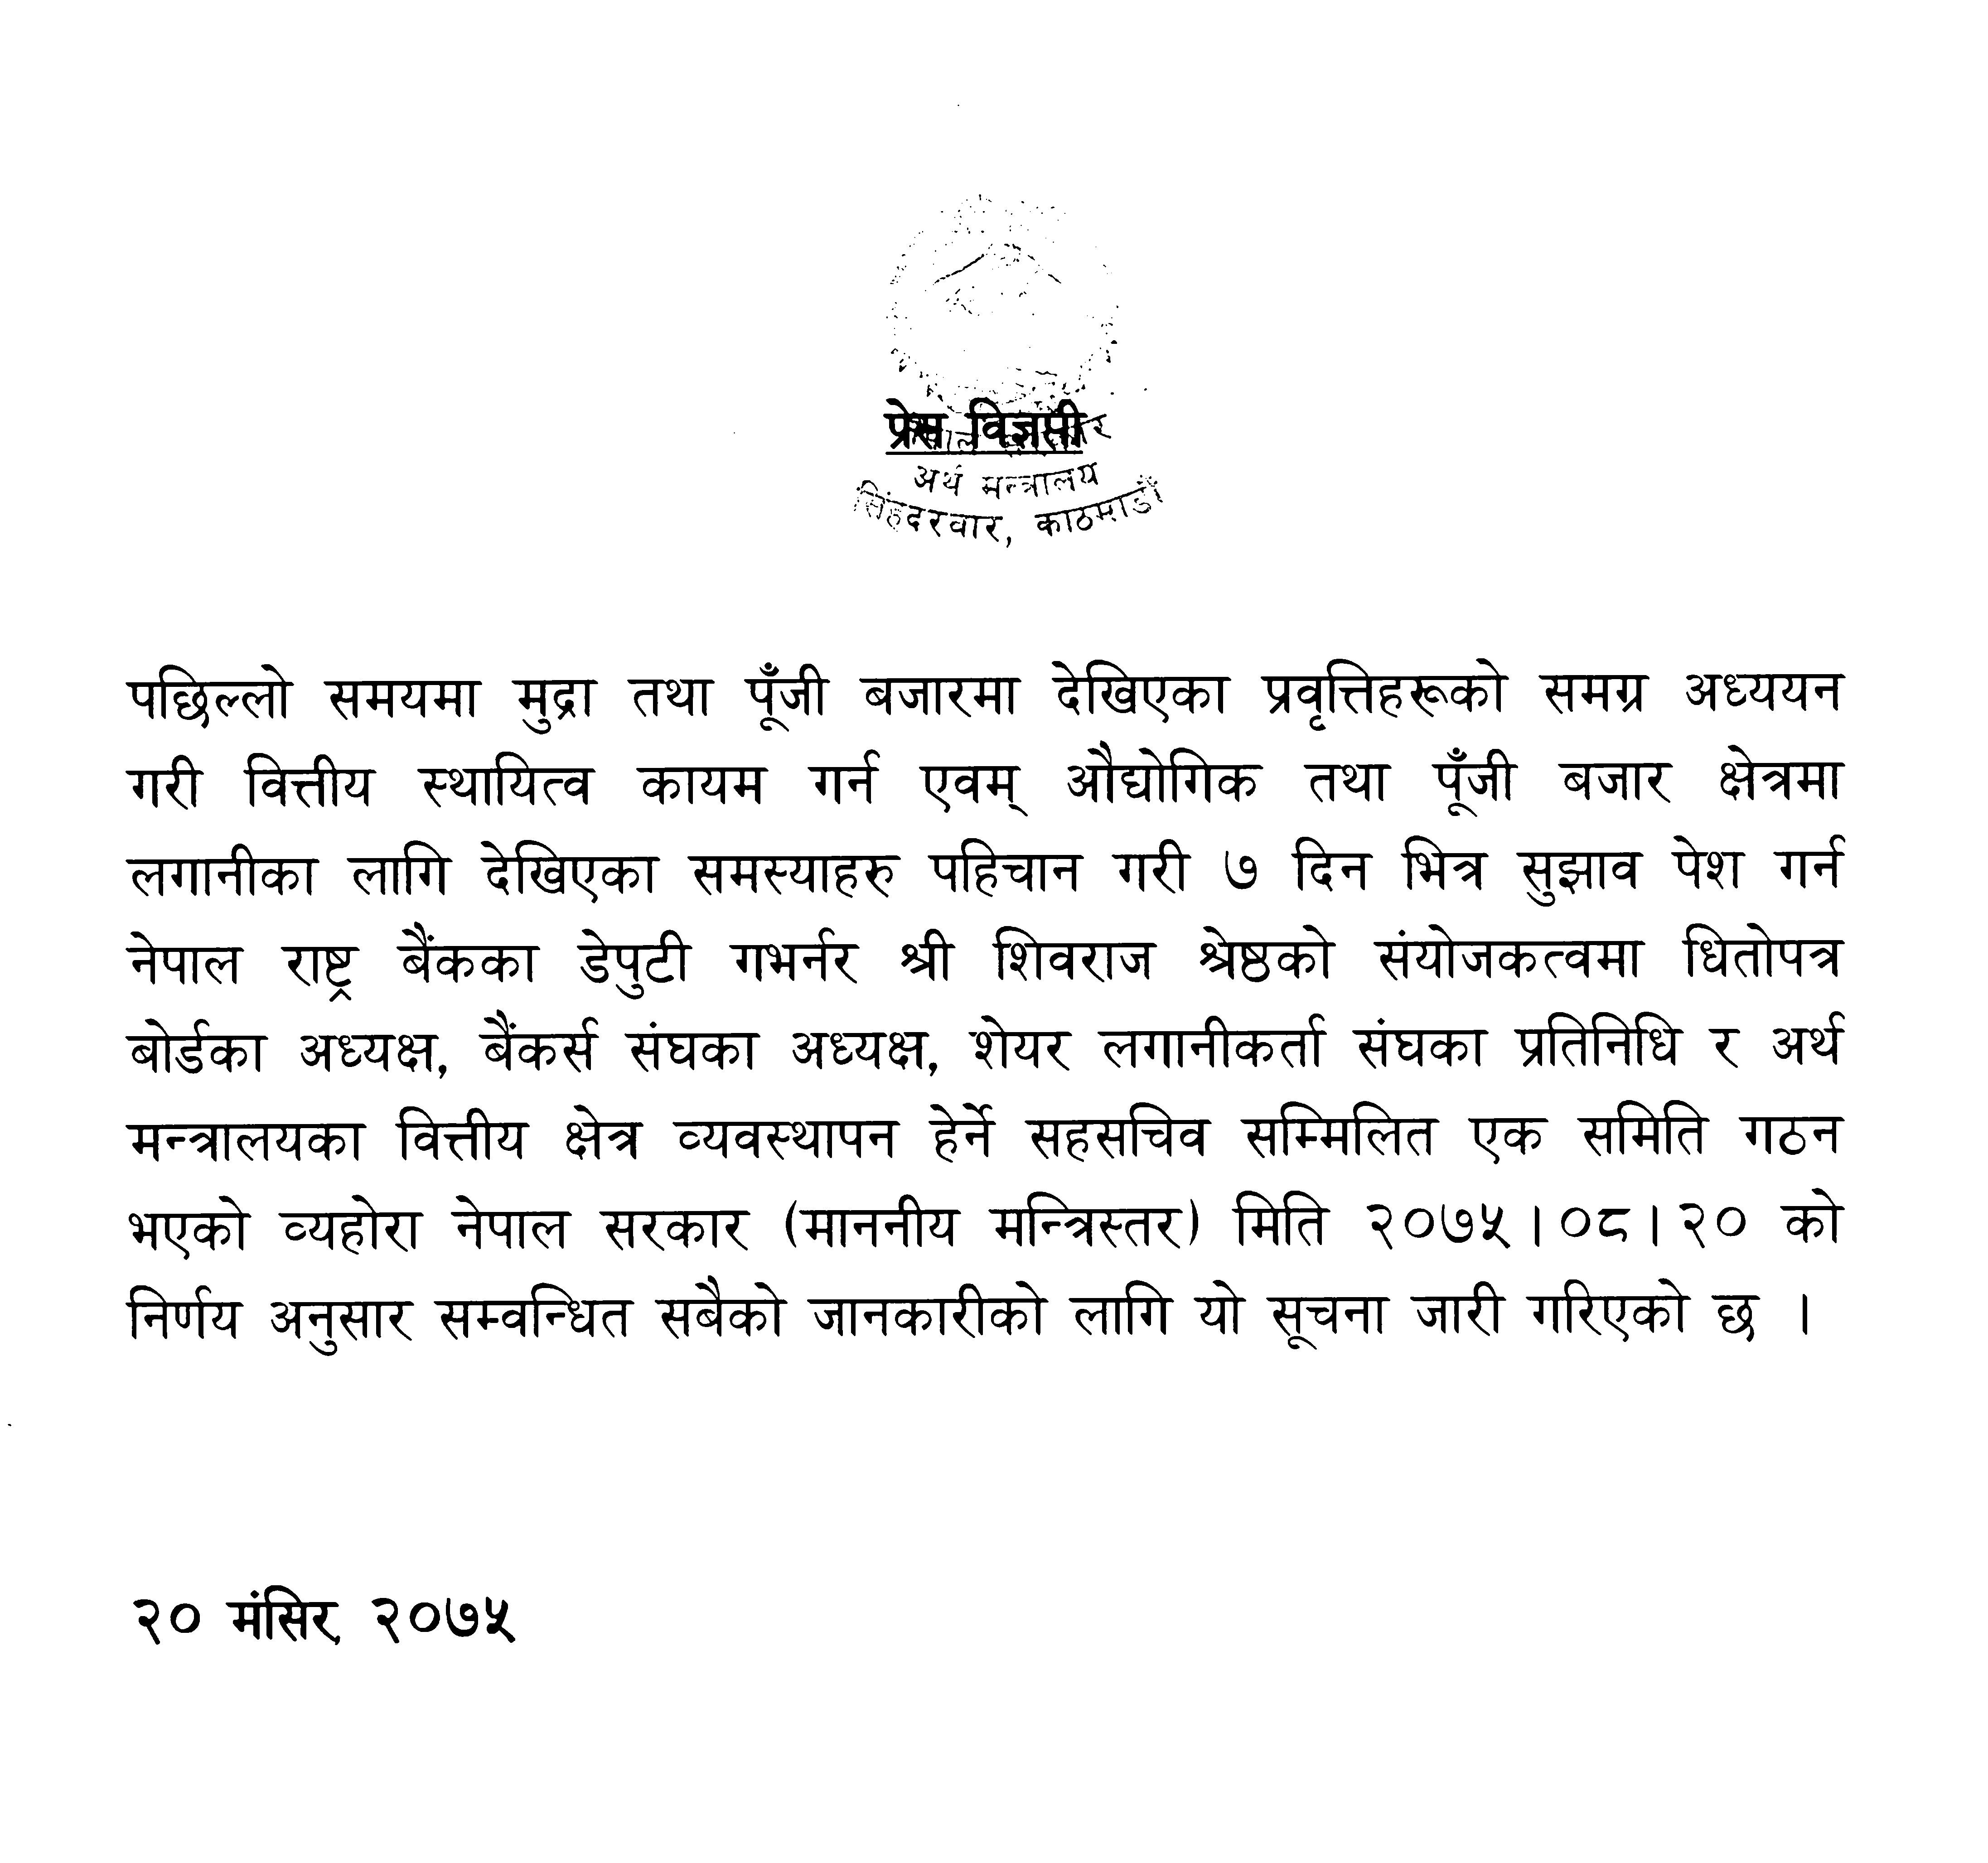 प्रेस विज्ञप्ती
अर्थ मन्त्रालय
सिंहदरवार, काठमाडौं
पछिल्लो समयमा मुद्रा तथा पूँजी बजारमा देखिएका प्रवृत्तिहरूको समग्र अध्ययन
गरी वित्तीय स्थायित्व कायम गर्न एवम् औद्योगिक तथा पूँजी बजार क्षेत्रमा
लगानीका लागि देखिएका समस्याहरु पहिचान गरी ७ दिन भित्र सुझाव पेश गर्न
नेपाल राष्ट्र बैंकका डेपुटी गभर्नर श्री शिवराज श्रेष्ठको संयोजकत्वमा धितोपत्र
बोर्डका अध्यक्ष, बैंकर्स संघका अध्यक्ष, शेयर लगानीकर्ता संघका प्रतिनिधि र अर्थ
मन्त्रालयका वित्तीय क्षेत्र व्यवस्थापन हेर्ने सहसचिव सम्मिलित एक समिति गठन
भएको व्यहोरा नेपाल सरकार (माननीय मन्त्रिस्तर) मिति २०७५।०८।२० को
निर्णय अनुसार सम्वन्धित सबैको जानकारीको लागि यो सूचना जारी गरिएको छ ।
२० मंसिर, २०७५